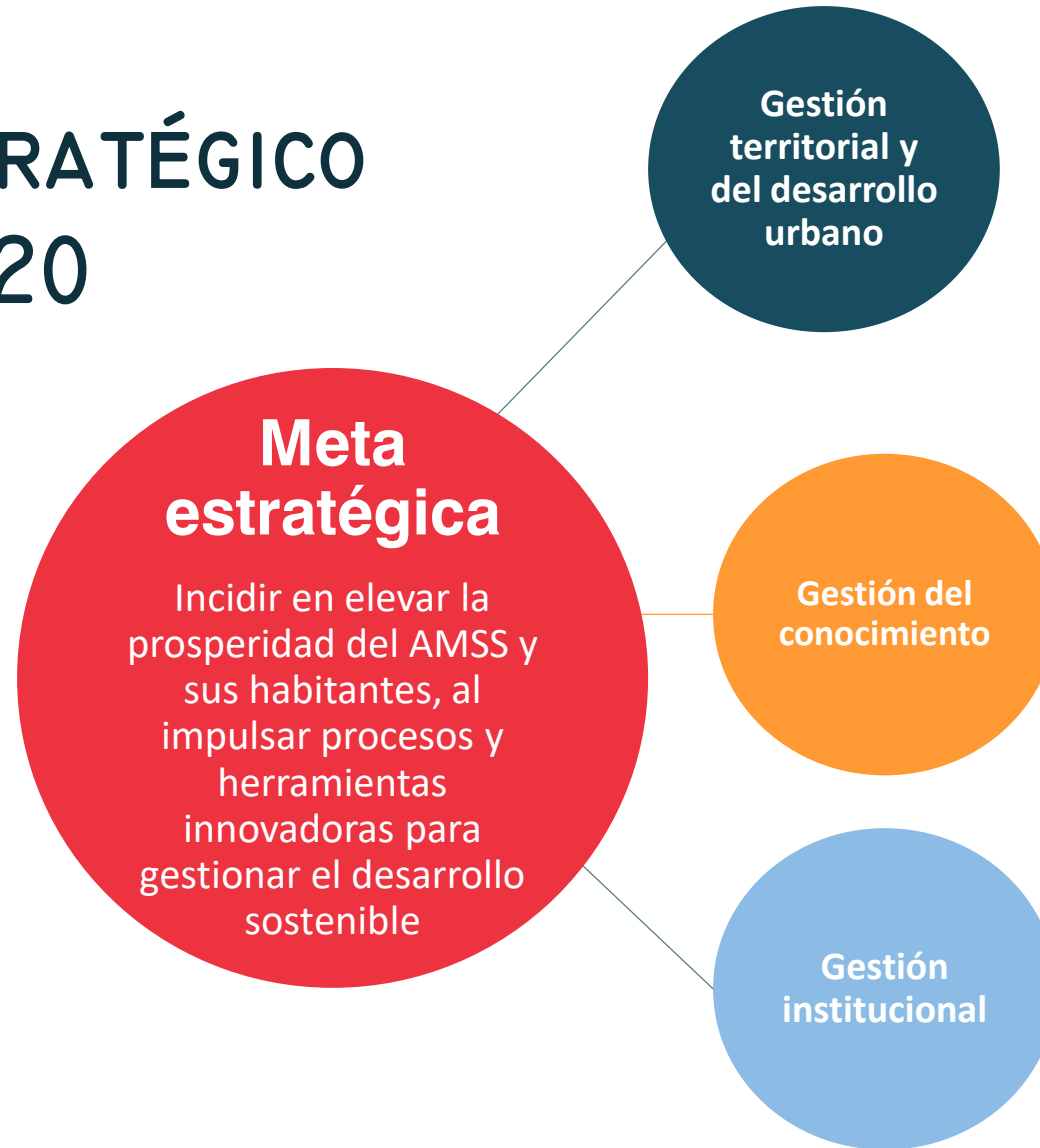 RATÉGICO
20
Gestión
territorial y
del desarrollo
urbano
Meta
estratégica
Incidir en elevar la
prosperidad del AMSS y
sus habitantes, al
impulsar procesos y
herramientas
innovadoras para
gestionar el desarrollo
sostenible
Gestión del
conocimiento
Gestión
institucional